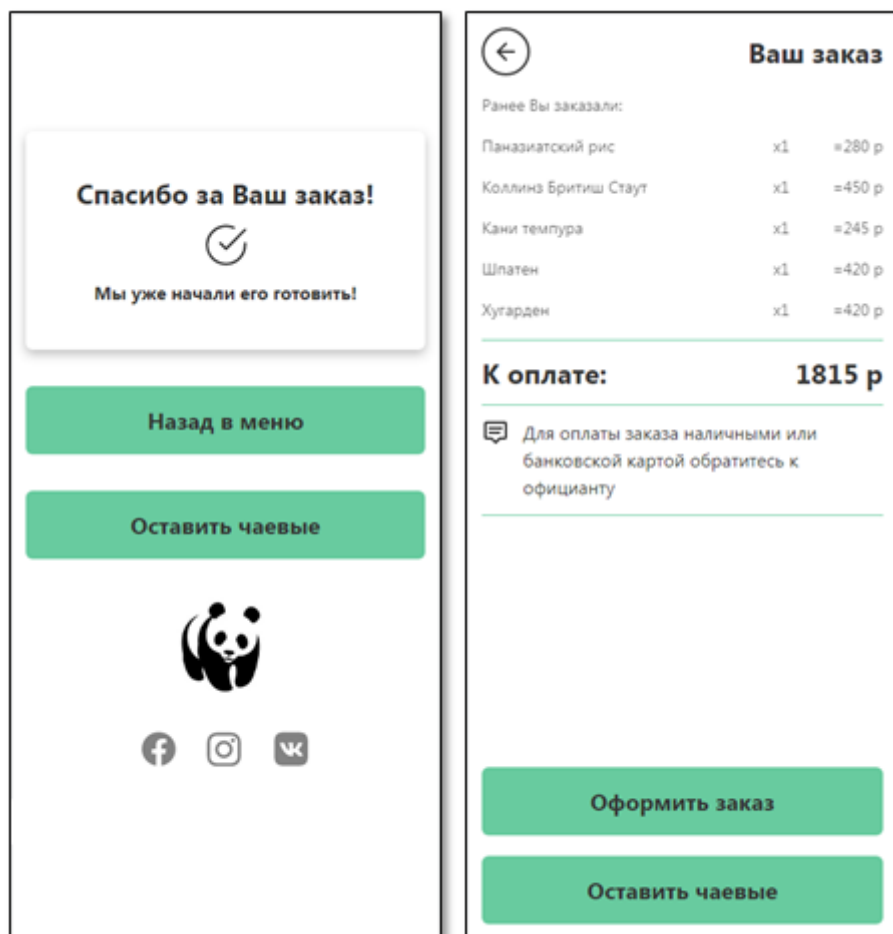 Спасибо за Ваш заказ!
Мы уже начали его готовить!
Назад в меню
Оставить чаевые
Ваш заказ
Ранее Вы заказали:
Паназиатский рис x1 =280 р
Коллинз Бритиш Стаут x1 =450 р
Кани темпура x1 =245 р
Шпатен x1 =420 р
Хугарден x1 =420 р
К оплате: 1815 р
Для оплаты заказа наличными или
банковской картой обратитесь к
официанту
Оформить заказ
Оставить чаевые